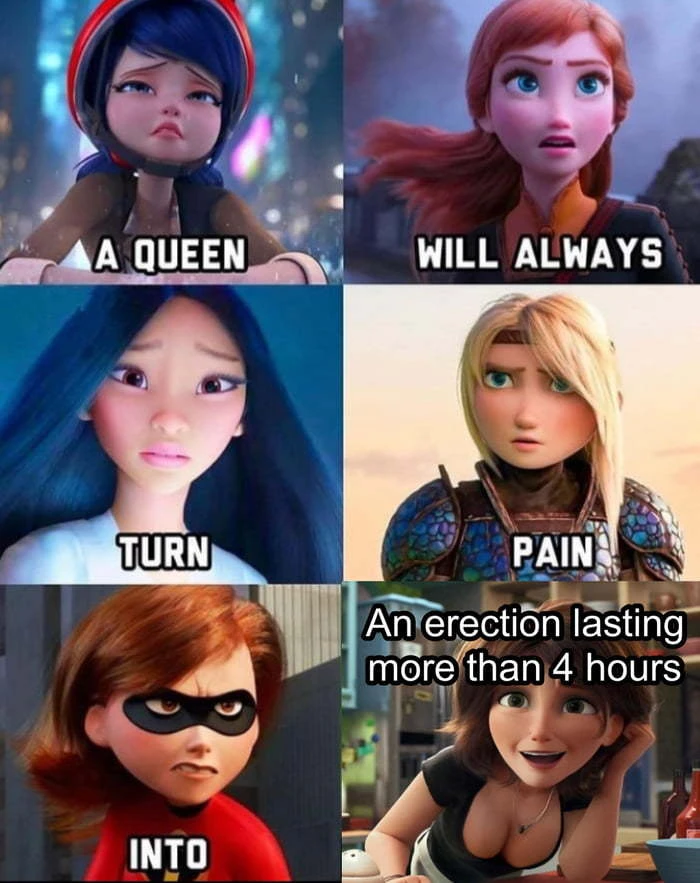 A QUEEN
WILL ALWAYS
TURN
PAIN
INTO
An erection lasting
more than 4 hours